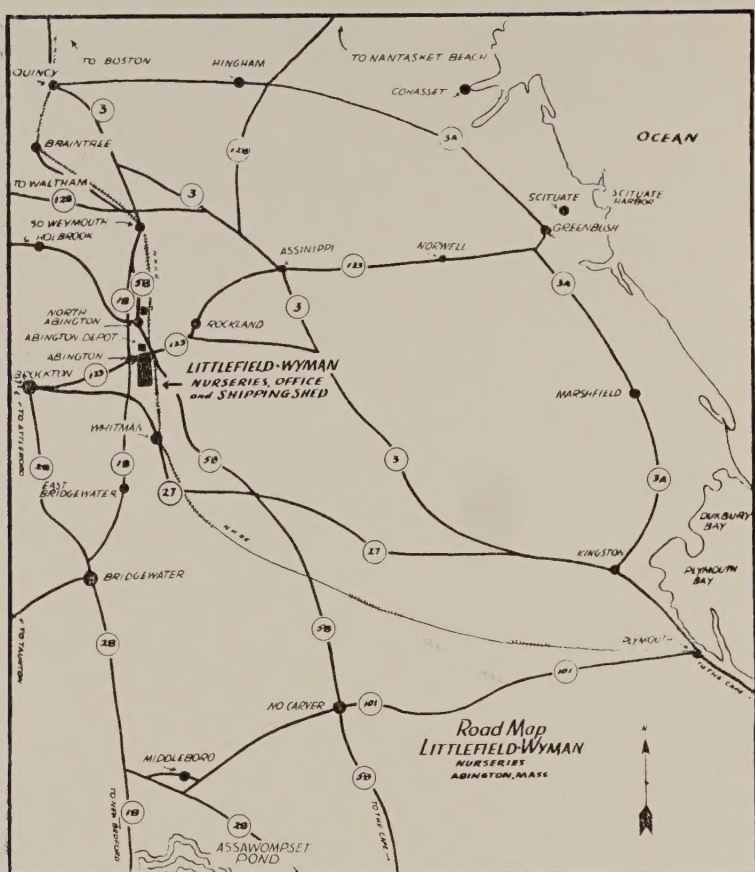 TO BOSTON
HINGHAM
TO NANTASKET BEACH
QUINCY
COHASSET
3
3A
OCEAN
BRAINTREE
128
TO WALTHAM
128
3
SCITUATE
SCITUATE
HARBOR
SO WEYMOUTH
HOLBROOK
GREENBUSH
ASSINIPPI
NORWELL
123
58
18
3
3A
NORTH
ABINGTON
ROCKLAND
ABINGTON DEPOT
123
ABINGTON
LITTLEFIELD-WYMAN
NURSERIES, OFFICE
and SHIPPING SHED
BROCKTON
123
MARSHFIELD
TO ATTLEBORO
WHITMAN
28
18
58
3
3A
EAST
BRIDGEWATER
27
DUXBURY
BAY
27
KINGSTON
BRIDGEWATER
PLYMOUTH
BAY
TO TAUNTON
28
58
PLYMOUTH
101
TO THE CAPE
NO CARVER
101
Road Map
LITTLEFIELD-WYMAN
NURSERIES
ABINGTON, MASS
N
MIDDLEBORO
58
TO NEW BEDFORD
18
28
TO THE CAPE
ASSAWOMPSET
POND